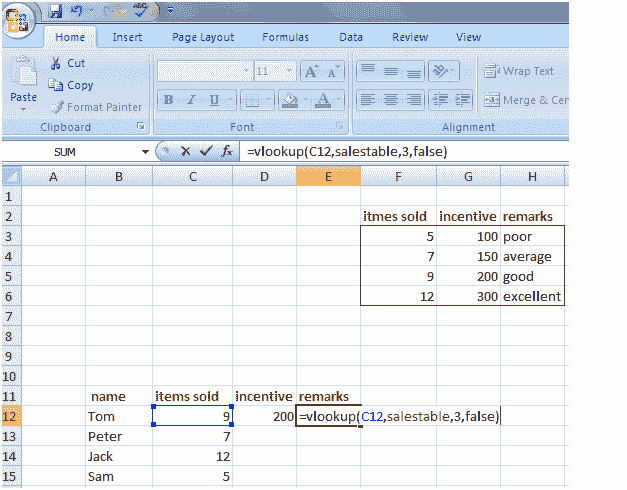 ABC
Home Insert Page Layout Formulas Data Review View
Cut
Copy
Format Painter
Paste
11 A A
Wrap Text
B I U A
Merge & Cen
Clipboard Font Alignment
SUM fx =vlookup(C12,salestable,3,false)
A B C D E F G H
1
2 itmes sold incentive remarks
3 5 100 poor
4 7 150 average
5 9 200 good
6 12 300 excellent
7
8
9
10
11 name items sold incentive remarks
12 Tom 9 200 =vlookup(C12,salestable,3,false)
13 Peter 7
14 Jack 12
15 Sam 5